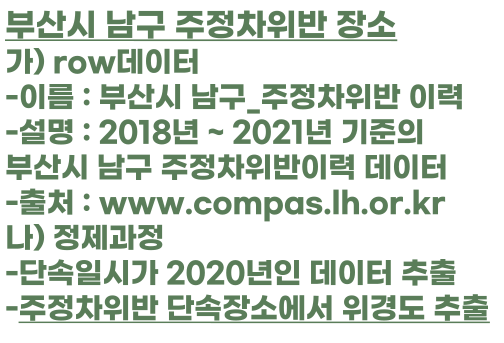 부산시 남구 주정차위반 장소
가) row데이터
-이름 : 부산시 남구_주정차위반 이력
-설명 : 2018년 ~ 2021년 기준의
부산시 남구 주정차위반이력 데이터
-출처 : www.compas.lh.or.kr
나) 정제과정
-단속일시가 2020년인 데이터 추출
-주정차위반 단속장소에서 위경도 추출